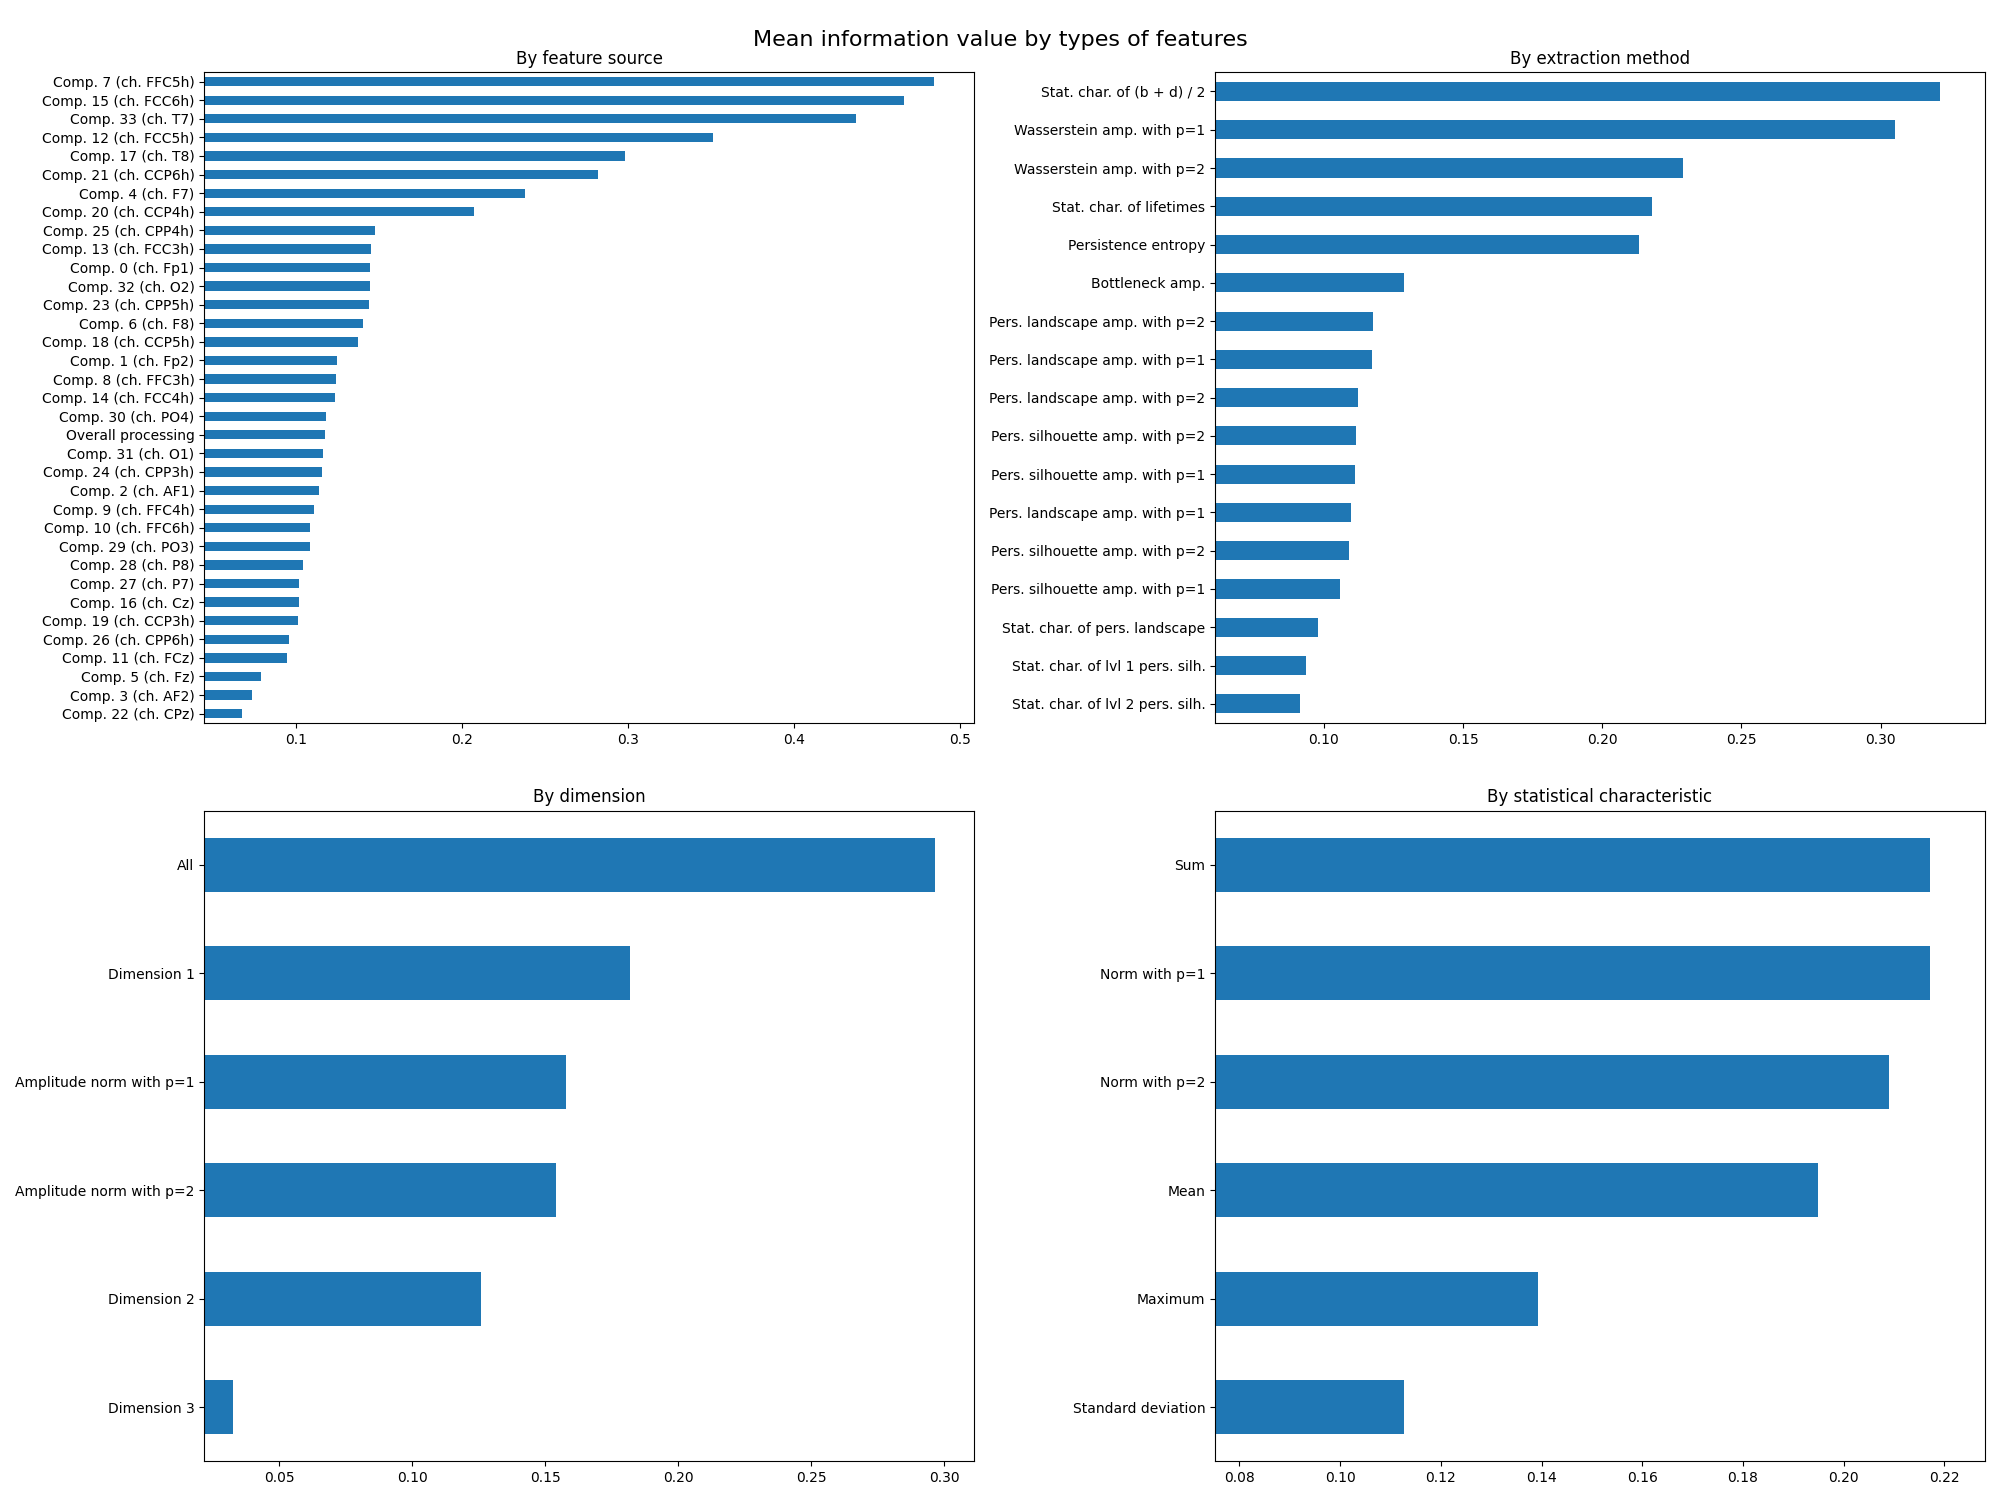 Mean information value by types of features
By feature source
Comp. 7 (ch. FFC5h)
Comp. 15 (ch. FCC6h)
Comp. 33 (ch. T7)
Comp. 12 (ch. FCC5h)
Comp. 17 (ch. T8)
Comp. 21 (ch. CCP6h)
Comp. 4 (ch. F7)
Comp. 20 (ch. CCP4h)
Comp. 25 (ch. CPP4h)
Comp. 13 (ch. FCC3h)
Comp. 0 (ch. Fp1)
Comp. 32 (ch. O2)
Comp. 23 (ch. CPP5h)
Comp. 6 (ch. F8)
Comp. 18 (ch. CCP5h)
Comp. 1 (ch. Fp2)
Comp. 8 (ch. FFC3h)
Comp. 14 (ch. FCC4h)
Comp. 30 (ch. PO4)
Overall processing
Comp. 31 (ch. O1)
Comp. 24 (ch. CPP3h)
Comp. 2 (ch. AF1)
Comp. 9 (ch. FFC4h)
Comp. 10 (ch. FFC6h)
Comp. 29 (ch. PO3)
Comp. 28 (ch. P8)
Comp. 27 (ch. P7)
Comp. 16 (ch. Cz)
Comp. 19 (ch. CCP3h)
Comp. 26 (ch. CPP6h)
Comp. 11 (ch. FCz)
Comp. 5 (ch. Fz)
Comp. 3 (ch. AF2)
Comp. 22 (ch. CPz)
0.1 0.2 0.3 0.4 0.5
By extraction method
Stat. char. of (b + d) / 2
Wasserstein amp. with p=1
Wasserstein amp. with p=2
Stat. char. of lifetimes
Persistence entropy
Bottleneck amp.
Pers. landscape amp. with p=2
Pers. landscape amp. with p=1
Pers. landscape amp. with p=2
Pers. silhouette amp. with p=2
Pers. silhouette amp. with p=1
Pers. landscape amp. with p=1
Pers. silhouette amp. with p=2
Pers. silhouette amp. with p=1
Stat. char. of pers. landscape
Stat. char. of lvl 1 pers. silh.
Stat. char. of lvl 2 pers. silh.
0.10 0.15 0.20 0.25 0.30
By dimension
All
Dimension 1
Amplitude norm with p=1
Amplitude norm with p=2
Dimension 2
Dimension 3
0.05 0.10 0.15 0.20 0.25 0.30
By statistical characteristic
Sum
Norm with p=1
Norm with p=2
Mean
Maximum
Standard deviation
0.08 0.10 0.12 0.14 0.16 0.18 0.20 0.22